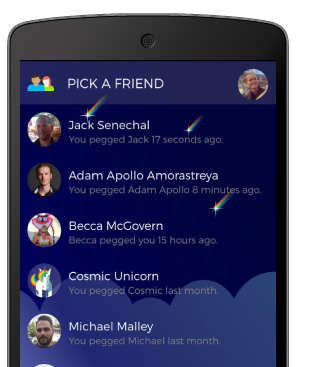 PICK A FRIEND
Jack Senechal
You pegged Jack 17 seconds ago.
Adam Apollo Amorastreya
You pegged Adam Apollo 8 minutes ago.
Becca McGovern
Becca pegged you 15 hours ago.
Cosmic Unicorn
You pegged Cosmic last month.
Michael Malley
You pegged Michael last month.